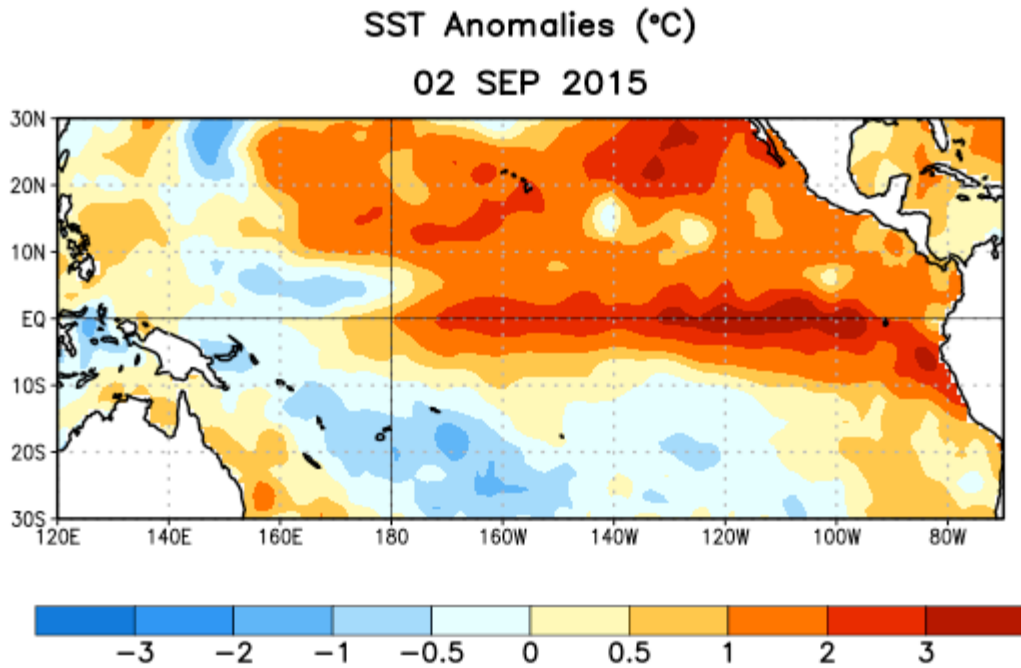 SST Anomalies (°C)
02 SEP 2015
30N
20N
10N
EQ
10S
20S
30S
120E 140E 160E 180 160W 140W 120W 100W 80W
-3 -2 -1 -0.5 0 0.5 1 2 3